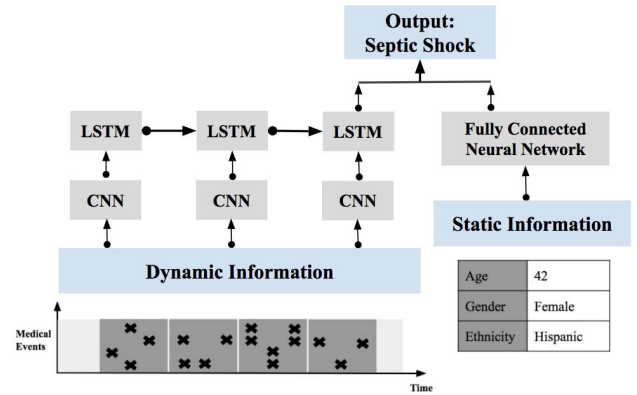 Output:
Septic Shock
LSTM
LSTM
LSTM
Fully Connected
Neural Network
CNN
CNN
CNN
Static Information
Dynamic Information
Age 42
Gender Female
Ethnicity Hispanic
Medical
Events
Time